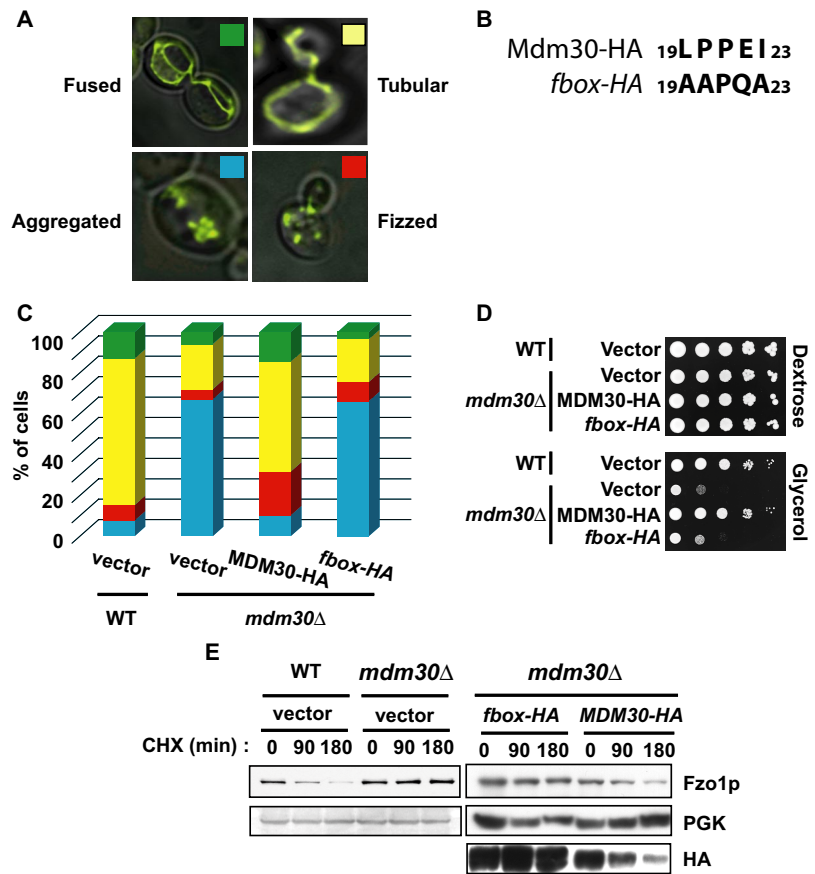 A
Fused
Tubular
Aggregated
Fizzed
B
Mdm30-HA 19LPPEI23
fbox-HA 19AAPQA23
C
% of cells
100
80
60
40
20
0
vector
vector
MDM30-HA
fbox-HA
WT
mdm30Δ
D
WT
Vector
mdm30Δ
Vector
MDM30-HA
fbox-HA
Dextrose
WT
Vector
mdm30Δ
Vector
MDM30-HA
fbox-HA
Glycerol
E
WT mdm30Δ mdm30Δ
vector vector fbox-HA MDM30-HA
CHX (min) : 0 90 180 0 90 180 0 90 180 0 90 180
Fzo1p
PGK
HA